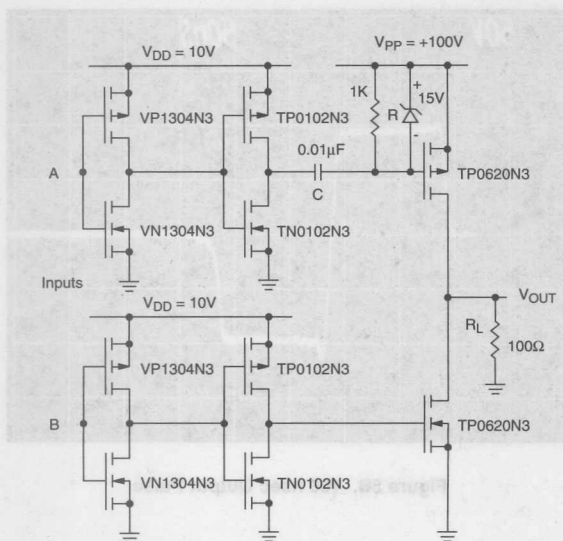 V_DD = 10V
V_PP = +100V
VP1304N3
TP0102N3
1K
R
+
15V
-
0.01µF
C
TP0620N3
A
VN1304N3
TN0102N3
Inputs
V_DD = 10V
V_OUT
R_L
100Ω
VP1304N3
TP0102N3
B
TP0620N3
VN1304N3
TN0102N3